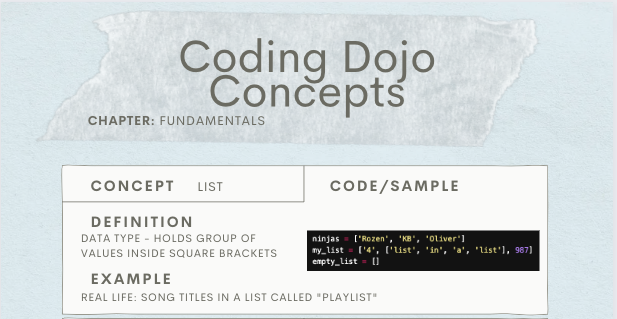 Coding Dojo
Concepts
CHAPTER: FUNDAMENTALS
CONCEPT LIST
CODE/SAMPLE
DEFINITION
DATA TYPE - HOLDS GROUP OF
VALUES INSIDE SQUARE BRACKETS
ninjas = ['Rozen', 'KB', 'Oliver']
my_list = ['4', ['list', 'in', 'a', 'list'], 987]
empty_list = []
EXAMPLE
REAL LIFE: SONG TITLES IN A LIST CALLED "PLAYLIST"